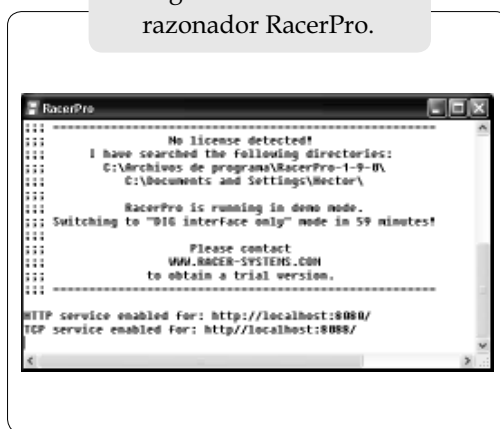 razonador RacerPro.
RacerPro
;;; --------------------------------------------------
;;; No license detected!
;;; I have searched the following directories:
;;; C:\Archivos de programa\RacerPro-1-9-0\
;;; C:\Documents and Settings\Hector\
;;;
;;; RacerPro is running in demo mode.
;;; Switching to "DIG interface only" mode in 59 minutes!
;;;
;;; Please contact
;;; WWW.RACER-SYSTEMS.COM
;;; to obtain a trial version.
;;; --------------------------------------------------
HTTP service enabled for: http://localhost:8080/
TCP service enabled for: http//localhost:8088/